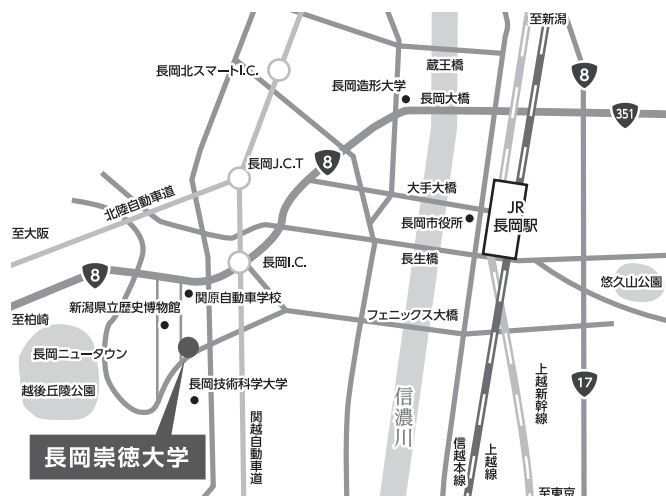 至新潟
長岡北スマートI.C.
蔵王橋
8
長岡造形大学
長岡大橋
351
長岡J.C.T
8
大手大橋
北陸自動車道
JR
長岡駅
長岡市役所
至大阪
長岡I.C.
長生橋
8
悠久山公園
関原自動車学校
新潟県立歴史博物館
至柏崎
フェニックス大橋
長岡ニュータウン
越後丘陵公園
長岡技術科学大学
信濃川
上越新幹線
17
関越自動車道
信越本線
上越線
長岡崇徳大学
至東京